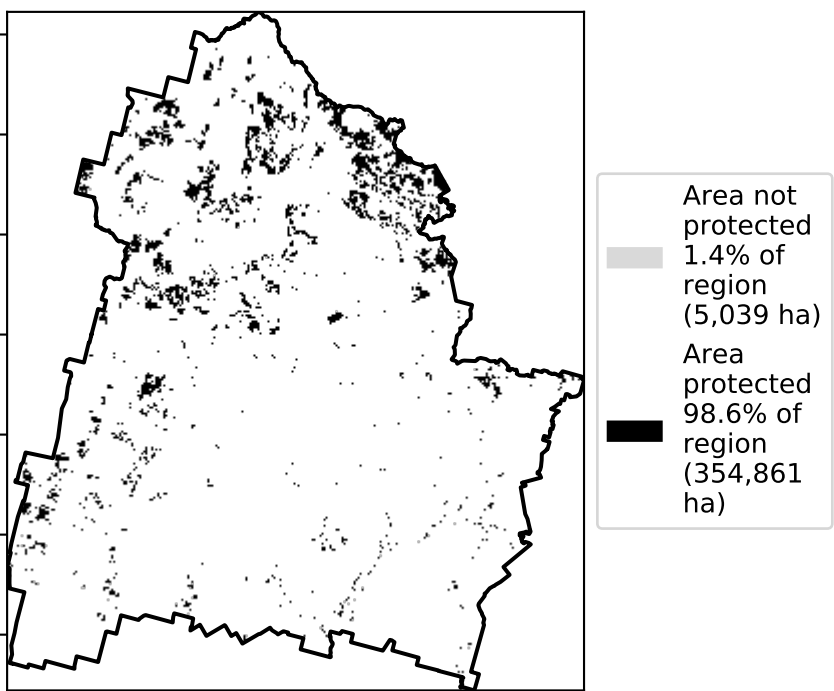 Area not
protected
1.4% of
region
(5,039 ha)
Area
protected
98.6% of
region
(354,861
ha)